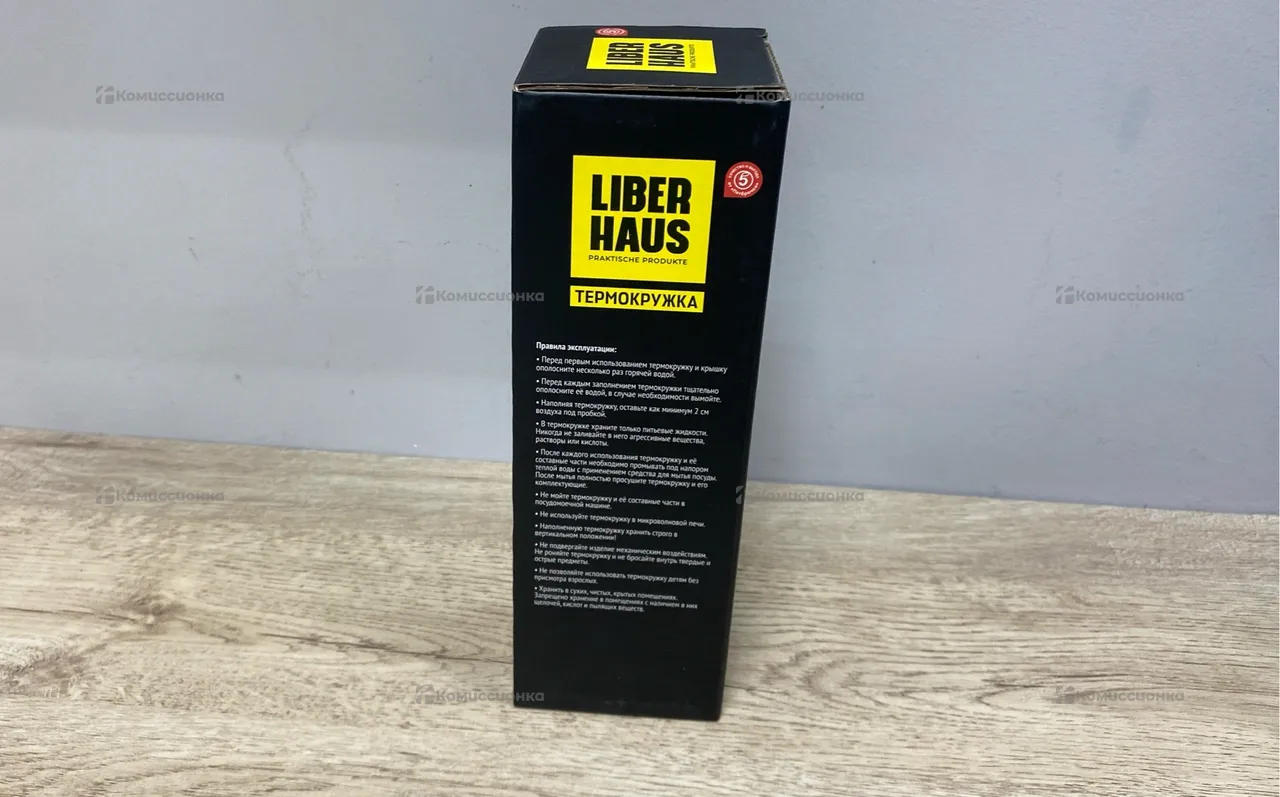 LIBER
HAUS
LIBER
HAUS
PRAKTISCHE PRODUKTE
5
ТЕРМОКРУЖКА
Правила эксплуатации:
• Перед первым использованием термокружку и крышку
ополосните несколько раз горячей водой.
• Перед каждым заполнением термокружки тщательно
ополосните её водой, в случае необходимости вымойте.
• Наполняя термокружку, оставьте как минимум 2 см
воздуха под пробкой.
• В термокружке храните только питьевые жидкости.
Никогда не заливайте в него агрессивные вещества,
растворы или кислоты.
• После каждого использования термокружку и её
составные части необходимо промывать под напором
теплой воды с применением средства для мытья посуды.
После мытья полностью просушите термокружку и его
комплектующие.
• Не мойте термокружку и её составные части в
посудомоечной машине.
• Не используйте термокружку в микроволновой печи.
• Наполненную термокружку хранить строго в
вертикальном положении!
• Не подвергайте изделие механическим воздействиям.
Не роняйте термокружку и не бросайте внутрь твердые и
острые предметы.
• Не позволяйте использовать термокружку детям без
присмотра взрослых.
• Хранить в сухих, чистых, крытых помещениях.
Запрещено хранение в помещениях с наличием в них
щелочей, кислот и пылящих веществ.
Комиссионка
Комиссионка
Комиссионка
Комиссионка
Комиссионка
Комиссионка
Комиссионка
Комиссионка